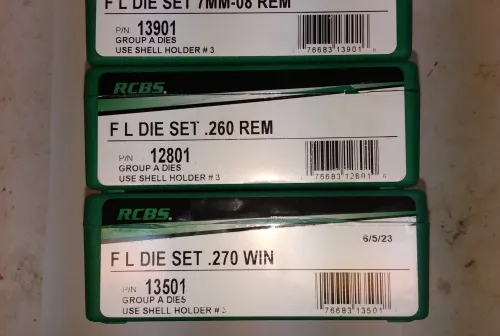 F L DIE SET 7MM-08 REM
P/N 13901
GROUP A DIES
USE SHELL HOLDER # 3
76683 13901
RCBS.
F L DIE SET .260 REM
P/N 12801
GROUP A DIES
USE SHELL HOLDER # 3
76683 12801 6
RCBS.
6/5/23
F L DIE SET .270 WIN
P/N 13501
GROUP A DIES
USE SHELL HOLDER # 3
76683 13501